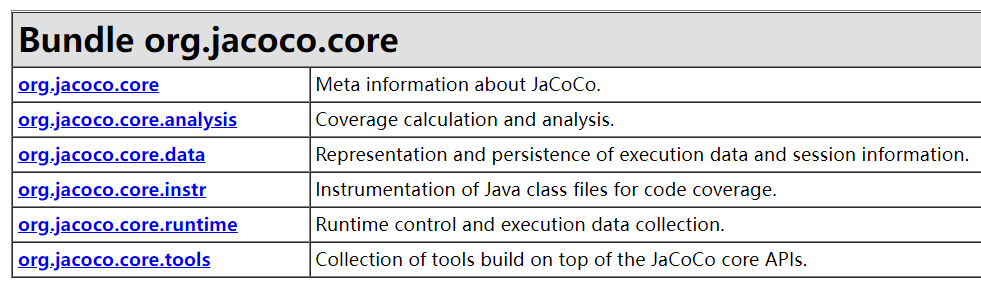 Bundle org.jacoco.core
org.jacoco.core Meta information about JaCoCo.
org.jacoco.core.analysis Coverage calculation and analysis.
org.jacoco.core.data Representation and persistence of execution data and session information.
org.jacoco.core.instr Instrumentation of Java class files for code coverage.
org.jacoco.core.runtime Runtime control and execution data collection.
org.jacoco.core.tools Collection of tools build on top of the JaCoCo core APIs.